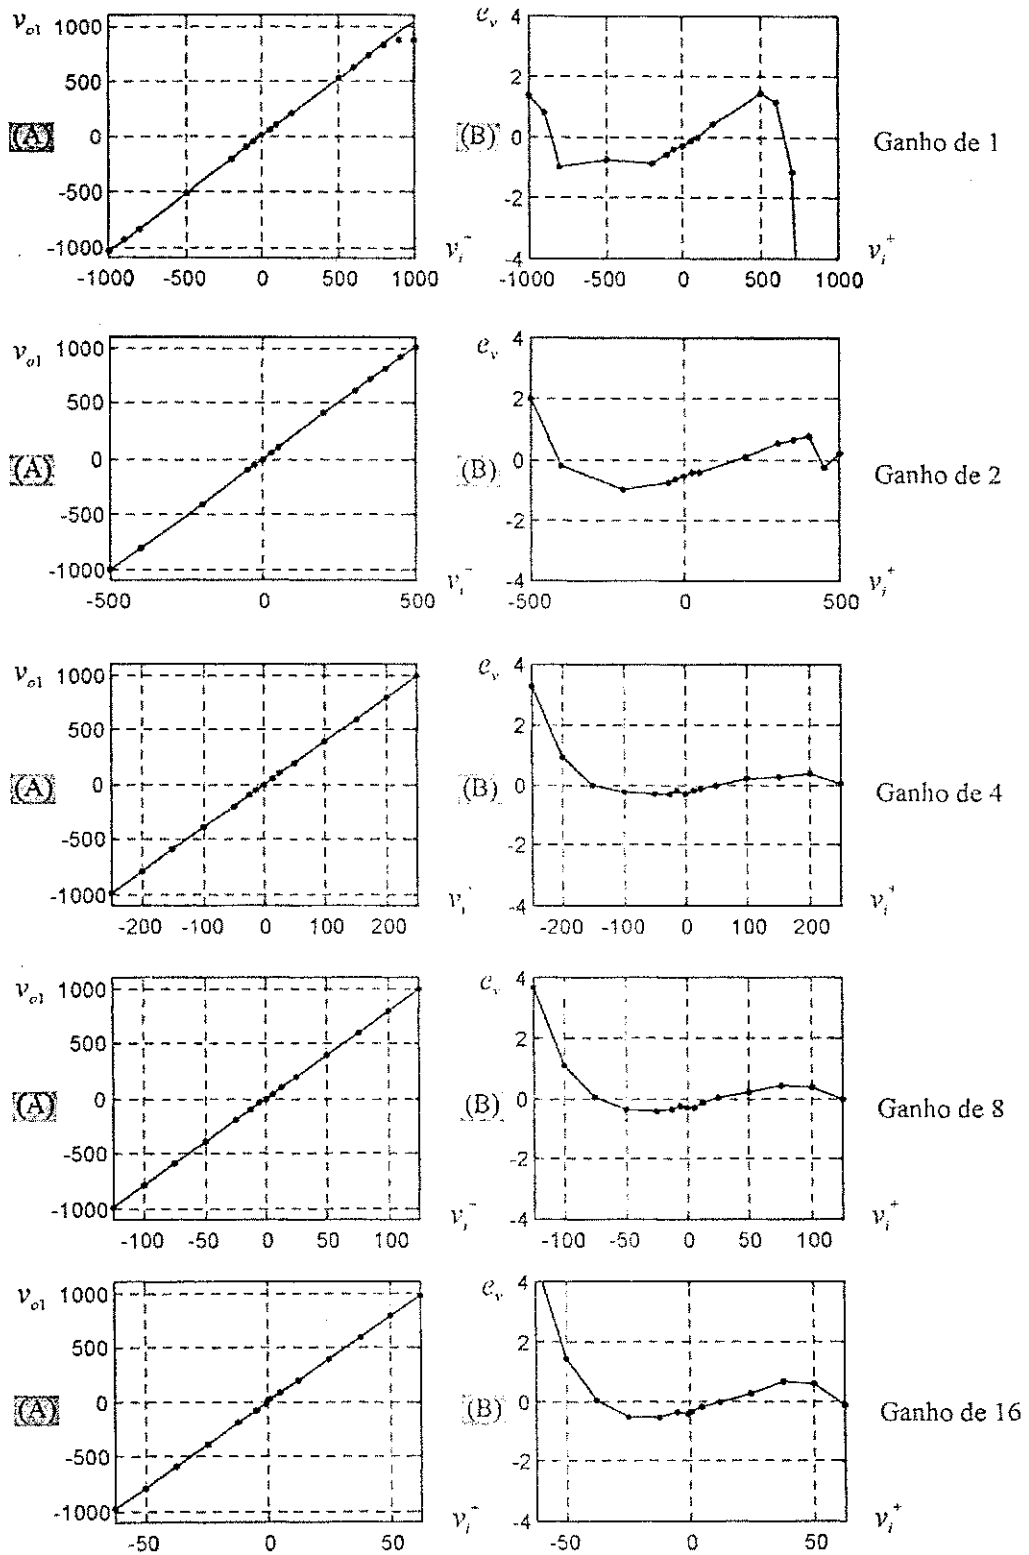 v_o1 1000 500 0 -500 -1000
(A)
-1000 -500 0 500 1000 v_i^-
e_v 4 2 0 -2 -4
(B)
-1000 -500 0 500 1000 v_i^+
Ganho de 1
v_o1 1000 500 0 -500 -1000
(A)
-500 0 500 v_i^-
e_v 4 2 0 -2 -4
(B)
-500 0 500 v_i^+
Ganho de 2
v_o1 1000 500 0 -500 -1000
(A)
-200 -100 0 100 200
e_v 4 2 0 -2 -4
(B)
-200 -100 0 100 200 v_i^+
Ganho de 4
v_o1 1000 500 0 -500 -1000
(A)
-100 -50 0 50 100 v_i^-
e_v 4 2 0 -2 -4
(B)
-100 -50 0 50 100 v_i^+
Ganho de 8
v_o1 1000 500 0 -500 -1000
(A)
-50 0 50 v_i^-
e_v 4 2 0 -2 -4
(B)
-50 0 50 v_i^+
Ganho de 16